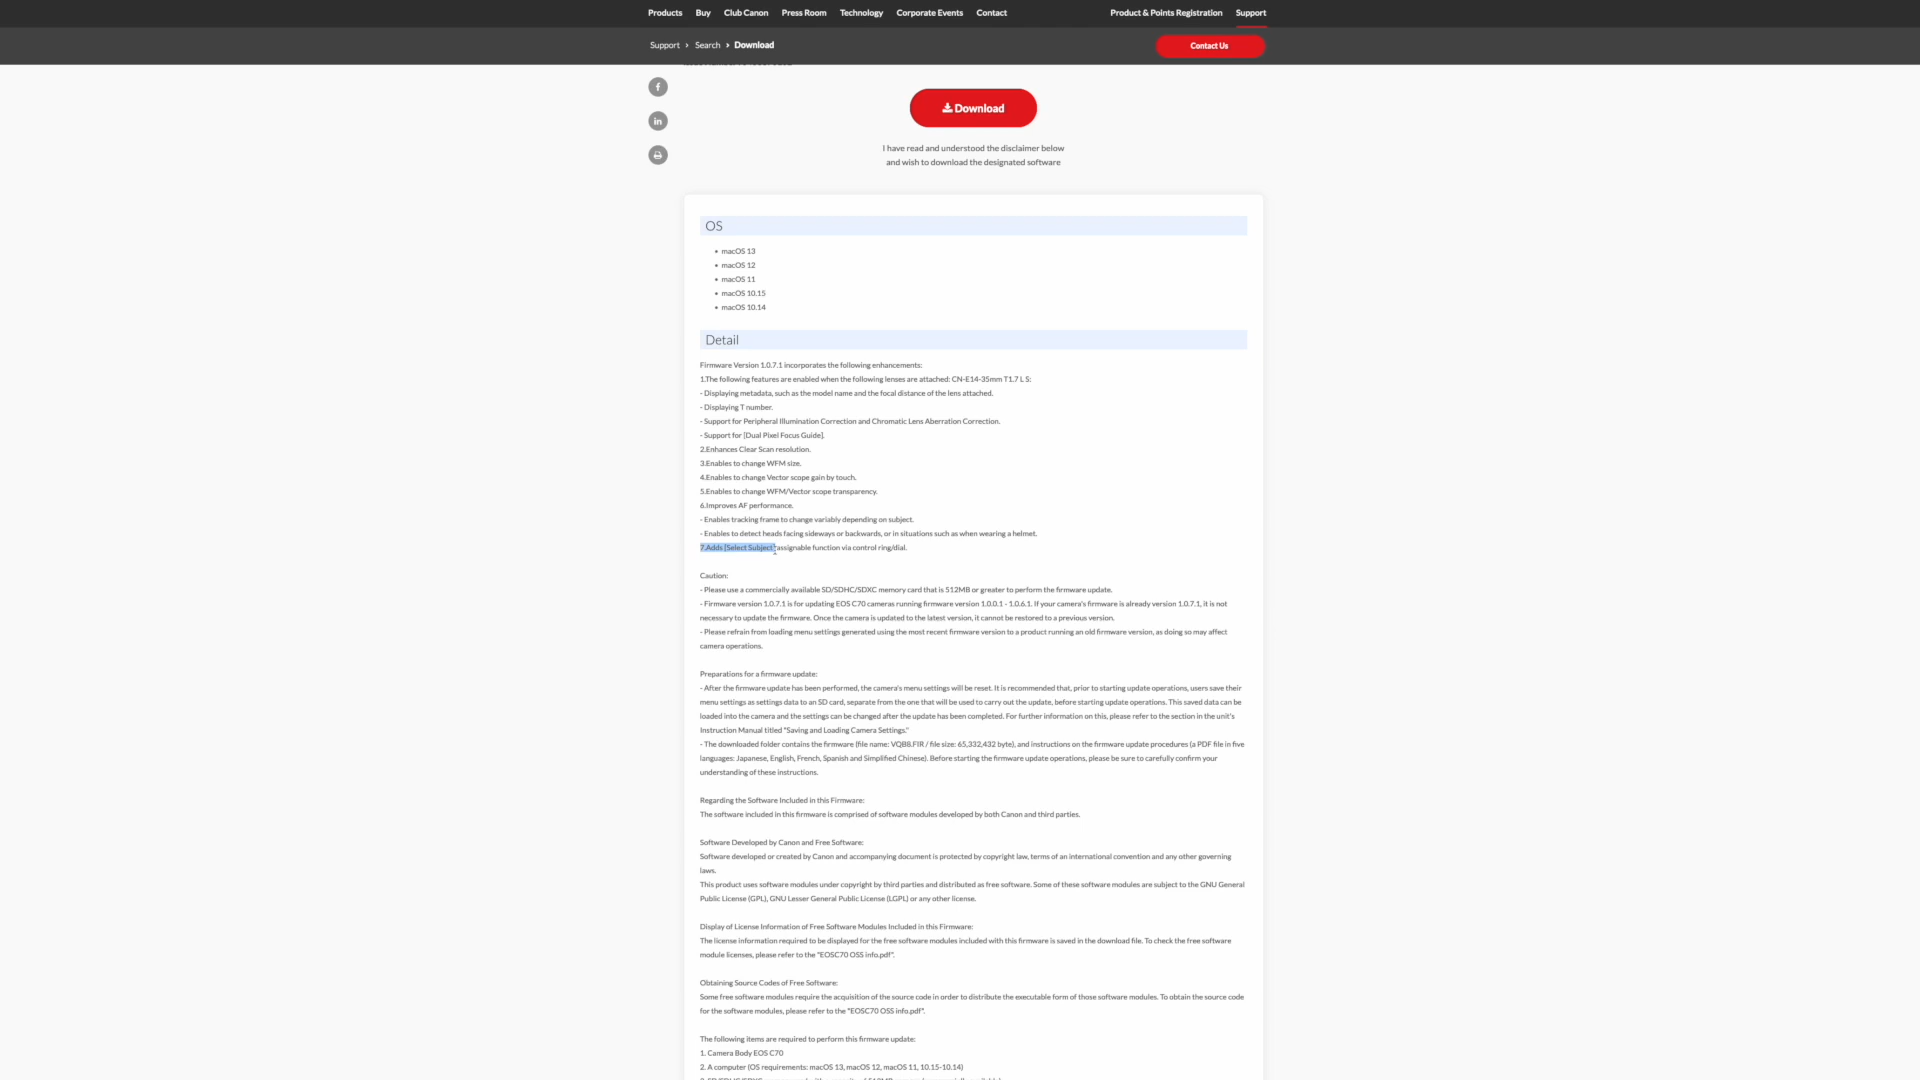 Products Buy Club Canon Press Room Technology Corporate Events Contact Product & Points Registration Support
Support › Search › Download Contact Us
Download
I have read and understood the disclaimer below
and wish to download the designated software
OS
• macOS 13
• macOS 12
• macOS 11
• macOS 10.15
• macOS 10.14
Detail
Firmware Version 1.0.7.1 incorporates the following enhancements:
1.The following features are enabled when the following lenses are attached: CN-E14-35mm T1.7 L S:
- Displaying metadata, such as the model name and the focal distance of the lens attached.
- Displaying T number.
- Support for Peripheral Illumination Correction and Chromatic Lens Aberration Correction.
- Support for [Dual Pixel Focus Guide].
2.Enhances Clear Scan resolution.
3.Enables to change WFM size.
4.Enables to change Vector scope gain by touch.
5.Enables to change WFM/Vector scope transparency.
6.Improves AF performance.
- Enables tracking frame to change variably depending on subject.
- Enables to detect heads facing sideways or backwards, or in situations such as when wearing a helmet.
7.Adds [Select Subject] assignable function via control ring/dial.
Caution:
- Please use a commercially available SD/SDHC/SDXC memory card that is 512MB or greater to perform the firmware update.
- Firmware version 1.0.7.1 is for updating EOS C70 cameras running firmware version 1.0.0.1 - 1.0.6.1. If your camera's firmware is already version 1.0.7.1, it is not
necessary to update the firmware. Once the camera is updated to the latest version, it cannot be restored to a previous version.
- Please refrain from loading menu settings generated using the most recent firmware version to a product running an old firmware version, as doing so may affect
camera operations.
Preparations for a firmware update:
- After the firmware update has been performed, the camera's menu settings will be reset. It is recommended that, prior to starting update operations, users save their
menu settings as settings data to an SD card, separate from the one that will be used to carry out the update, before starting update operations. This saved data can be
loaded into the camera and the settings can be changed after the update has been completed. For further information on this, please refer to the section in the unit's
Instruction Manual titled "Saving and Loading Camera Settings."
- The downloaded folder contains the firmware (file name: VQB8.FIR / file size: 65,332,432 byte), and instructions on the firmware update procedures (a PDF file in five
languages: Japanese, English, French, Spanish and Simplified Chinese). Before starting the firmware update operations, please be sure to carefully confirm your
understanding of these instructions.
Regarding the Software Included in this Firmware:
The software included in this firmware is comprised of software modules developed by both Canon and third parties.
Software Developed by Canon and Free Software:
Software developed or created by Canon and accompanying document is protected by copyright law, terms of an international convention and any other governing
laws.
This product uses software modules under copyright by third parties and distributed as free software. Some of these software modules are subject to the GNU General
Public License (GPL), GNU Lesser General Public License (LGPL) or any other license.
Display of License Information of Free Software Modules Included in this Firmware:
The license information required to be displayed for the free software modules included with this firmware is saved in the download file. To check the free software
module licenses, please refer to the "EOSC70 OSS info.pdf".
Obtaining Source Codes of Free Software:
Some free software modules require the acquisition of the source code in order to distribute the executable form of those software modules. To obtain the source code
for the software modules, please refer to the "EOSC70 OSS info.pdf".
The following items are required to perform this firmware update:
1. Camera Body EOS C70
2. A computer (OS requirements: macOS 13, macOS 12, macOS 11, 10.15-10.14)